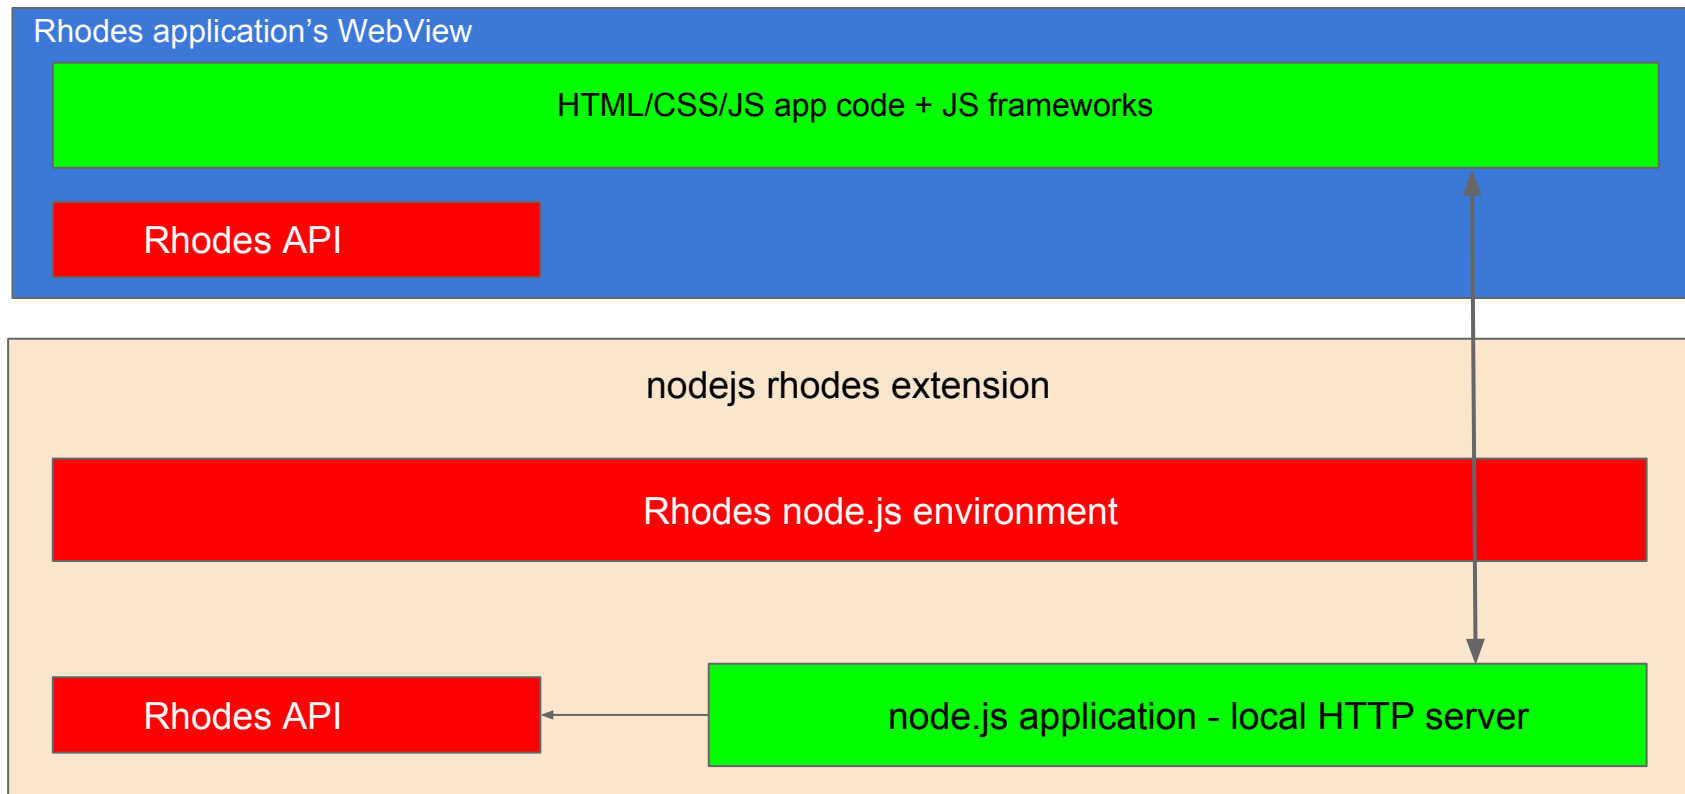 Rhodes application’s WebView
HTML/CSS/JS app code + JS frameworks
Rhodes API
nodejs rhodes extension
Rhodes node.js environment
Rhodes API
node.js application - local HTTP server